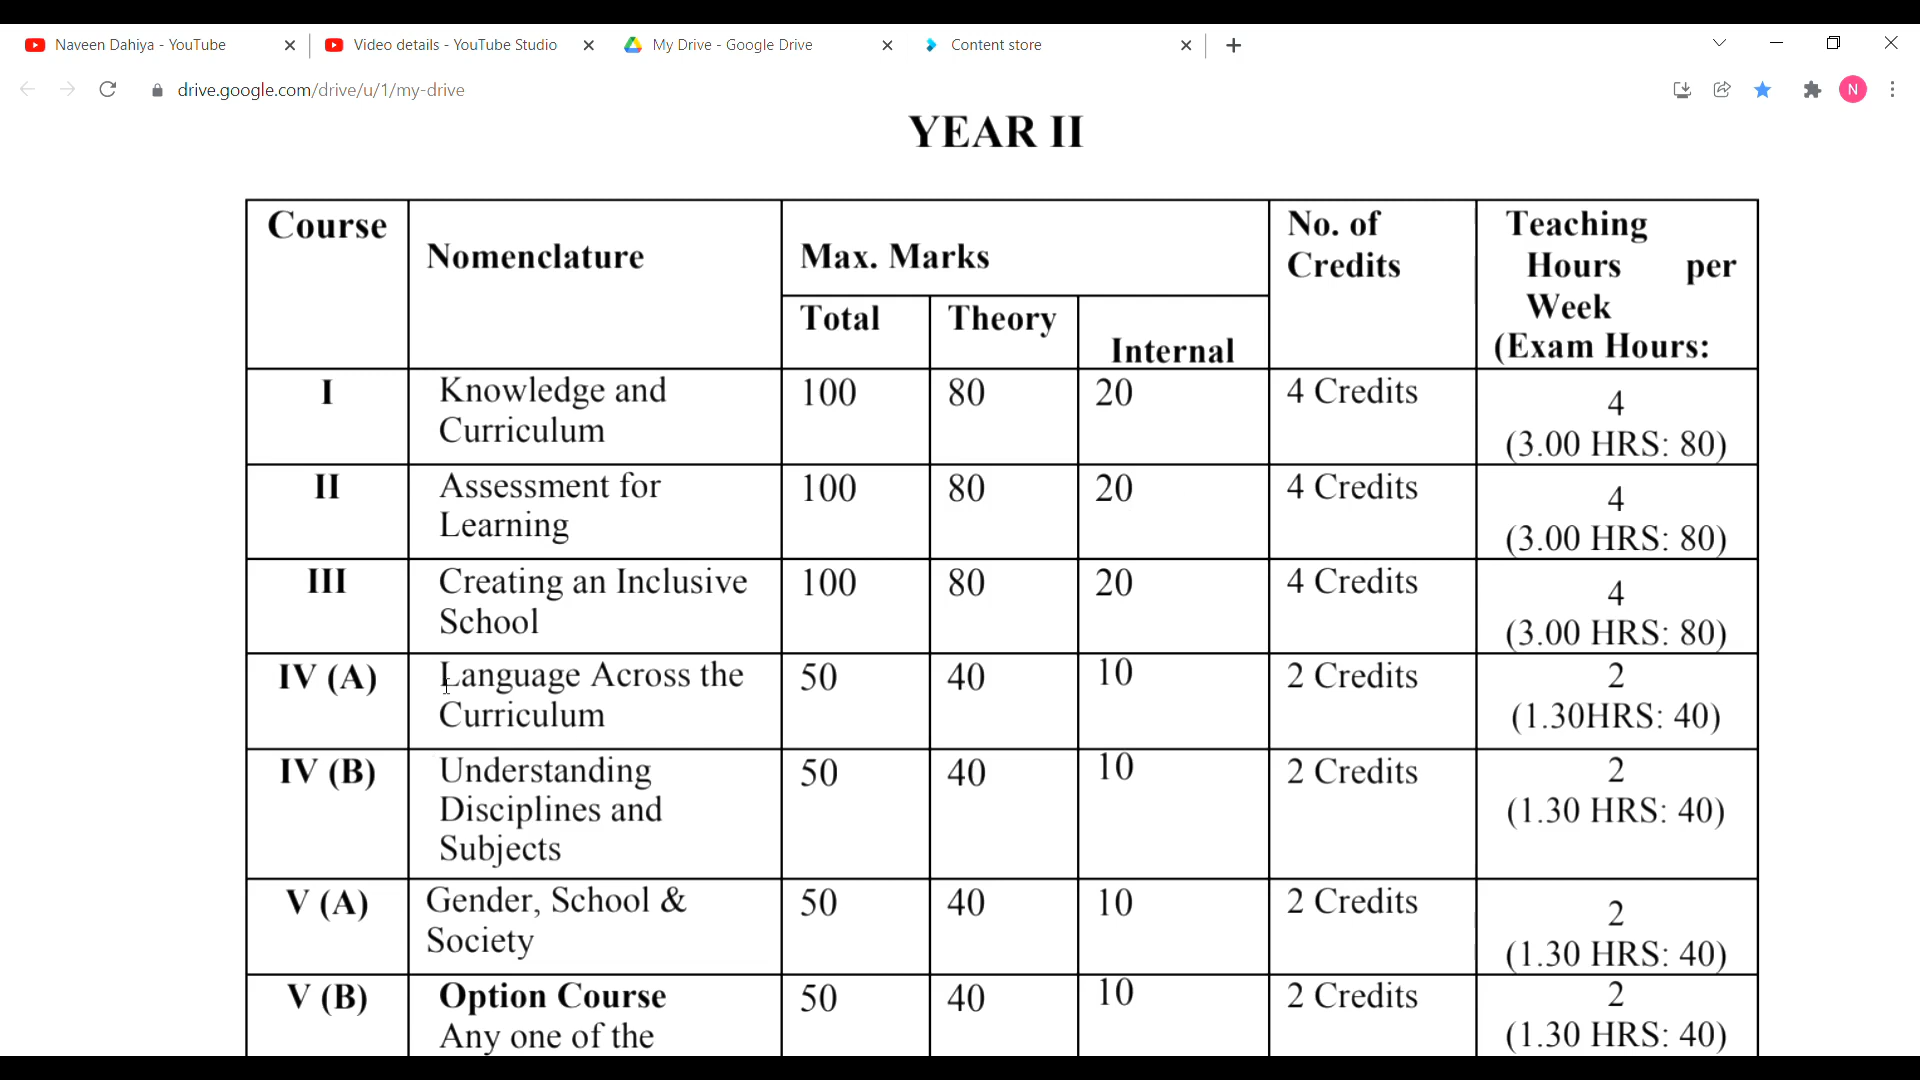 Naveen Dahiya - YouTube
Video details - YouTube Studio
My Drive - Google Drive
Content store
drive.google.com/drive/u/1/my-drive
N
YEAR II
Course
Nomenclature
Max. Marks
No. of
Credits
Teaching
Hours per
Week
(Exam Hours:
Total
Theory
Internal
I
Knowledge and
Curriculum
100
80
20
4 Credits
4
(3.00 HRS: 80)
II
Assessment for
Learning
100
80
20
4 Credits
4
(3.00 HRS: 80)
III
Creating an Inclusive
School
100
80
20
4 Credits
4
(3.00 HRS: 80)
IV (A)
Language Across the
Curriculum
50
40
10
2 Credits
2
(1.30HRS: 40)
IV (B)
Understanding
Disciplines and
Subjects
50
40
10
2 Credits
2
(1.30 HRS: 40)
V (A)
Gender, School &
Society
50
40
10
2 Credits
2
(1.30 HRS: 40)
V (B)
Option Course
Any one of the
50
40
10
2 Credits
2
(1.30 HRS: 40)